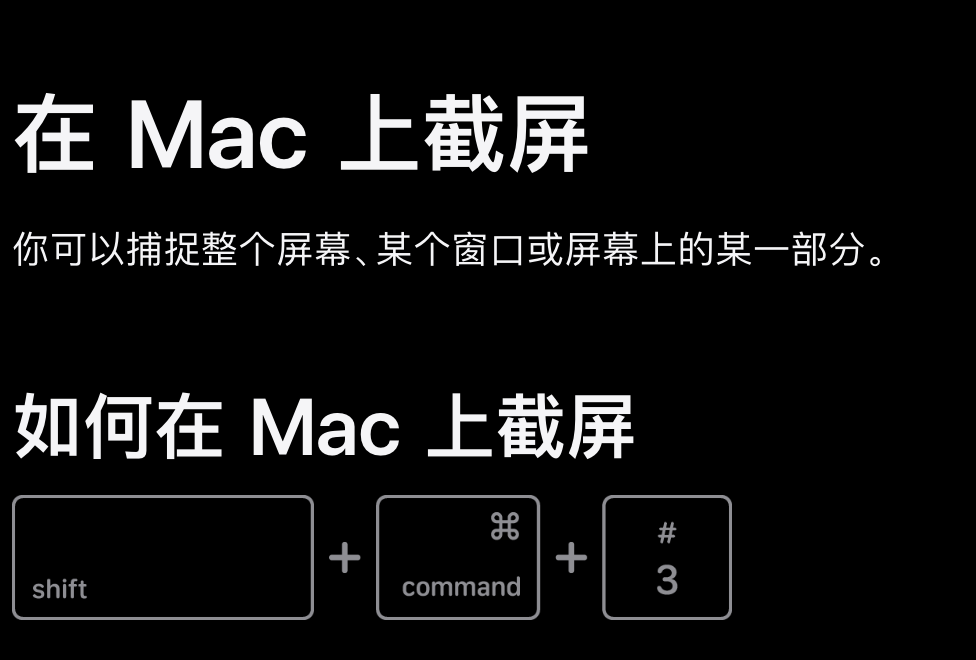 在 Mac 上截屏
你可以捕捉整个屏幕、某个窗口或屏幕上的某一部分。
如何在 Mac 上截屏
⌘ #
shift + command + 3